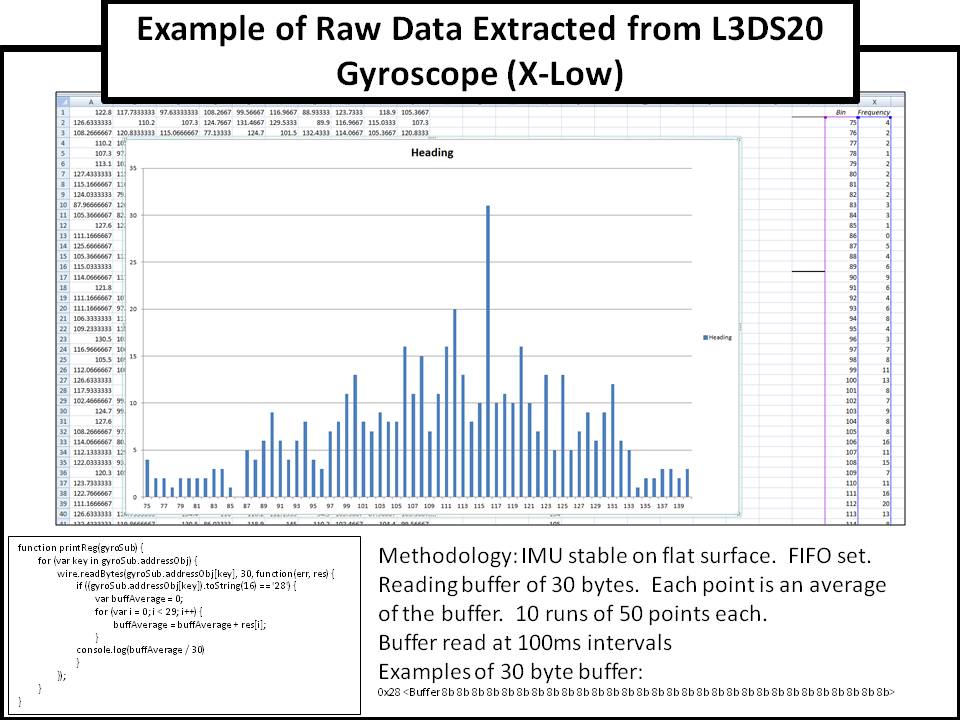 Example of Raw Data Extracted from L3DS20
Gyroscope (X-Low)
A X
1 122.8 117.7333333 97.63333333 108.2667 99.56667 116.9667 88.93333 123.7333 118.9 105.3667 Bin Frequency
2 126.6333333 110.2 107.3 124.7667 131.4667 129.5333 89.9 116.9667 115.0333 107.3 75 4
3 108.2666667 120.8333333 115.0666667 77.13333 124.7 101.5 132.4333 114.0667 105.3667 120.8333 76 2
4 110.2 77 2
5 107.3 78 1
6 113.1 79 2
7 127.4333333 80 2
8 115.1666667 81 2
9 124.0333333 82 2
10 87.96666667 83 3
11 105.3666667 84 3
12 127.6 85 1
13 111.1666667 86 0
14 125.6666667 87 5
15 105.3666667 88 4
16 115.0333333 89 6
17 114.0666667 90 9
18 121.8 91 6
19 111.1666667 92 4
20 111.1666667 93 6
21 106.3333333 94 8
22 109.2333333 95 4
23 130.5 96 3
24 116.9666667 97 7
25 105.5 98 8
26 112.0666667 99 11
27 126.6333333 100 13
28 117.9333333 101 8
29 102.4666667 102 7
30 124.7 103 9
31 127.6 104 8
32 108.2666667 105 8
33 114.0666667 106 16
34 112.1333333 107 11
35 122.0333333 108 15
36 120.3 109 7
37 123.7333333 110 11
38 122.7666667 111 16
39 111.1666667 112 20
40 126.6333333 113 13
Heading
35
30
25
20
15
10
5
0
75 77 79 81 83 85 87 89 91 93 95 97 99 101 103 105 107 109 111 113 115 117 119 121 123 125 127 129 131 133 135 137 139
Heading
function printReg(gyroSub) {
for (var key in gyroSub.addressObj) {
wire.readBytes(gyroSub.addressObj[key], 30, function(err, res) {
if ((gyroSub.addressObj[key]).toString(16) == '28') {
var buffAverage = 0;
for (var i = 0; i < 29; i++) {
buffAverage = buffAverage + res[i];
}
console.log(buffAverage / 30)
}
});
}
}
Methodology: IMU stable on flat surface. FIFO set.
Reading buffer of 30 bytes. Each point is an average
of the buffer. 10 runs of 50 points each.
Buffer read at 100ms intervals
Examples of 30 byte buffer:
0x28 <Buffer 8b 8b 8b 8b 8b 8b 8b 8b 8b 8b 8b 8b 8b 8b 8b 8b 8b 8b 8b 8b 8b 8b 8b 8b 8b 8b 8b 8b 8b 8b>